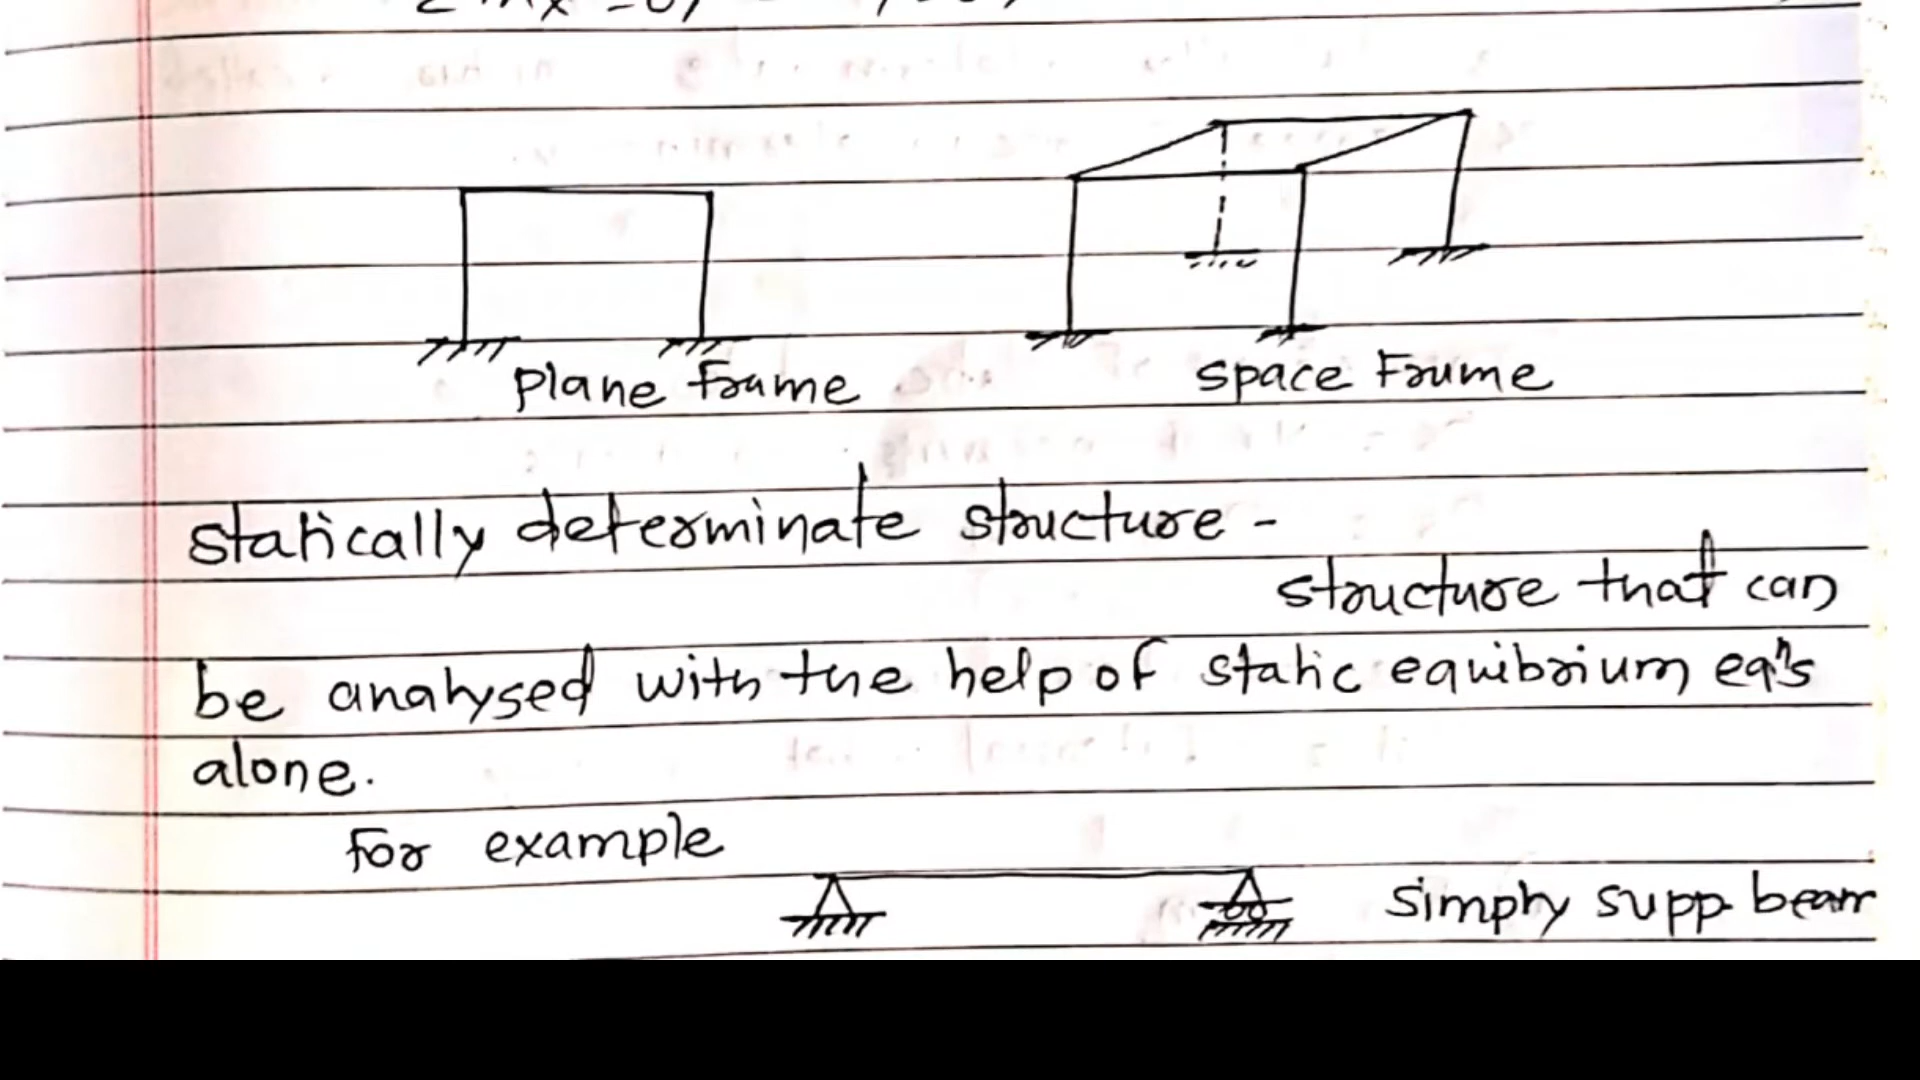 Plane Frame
Space Frame
statically determinate structure -
structure that can
be analysed with the help of static equibrium eqns
alone.
For example
Simply supp. beam